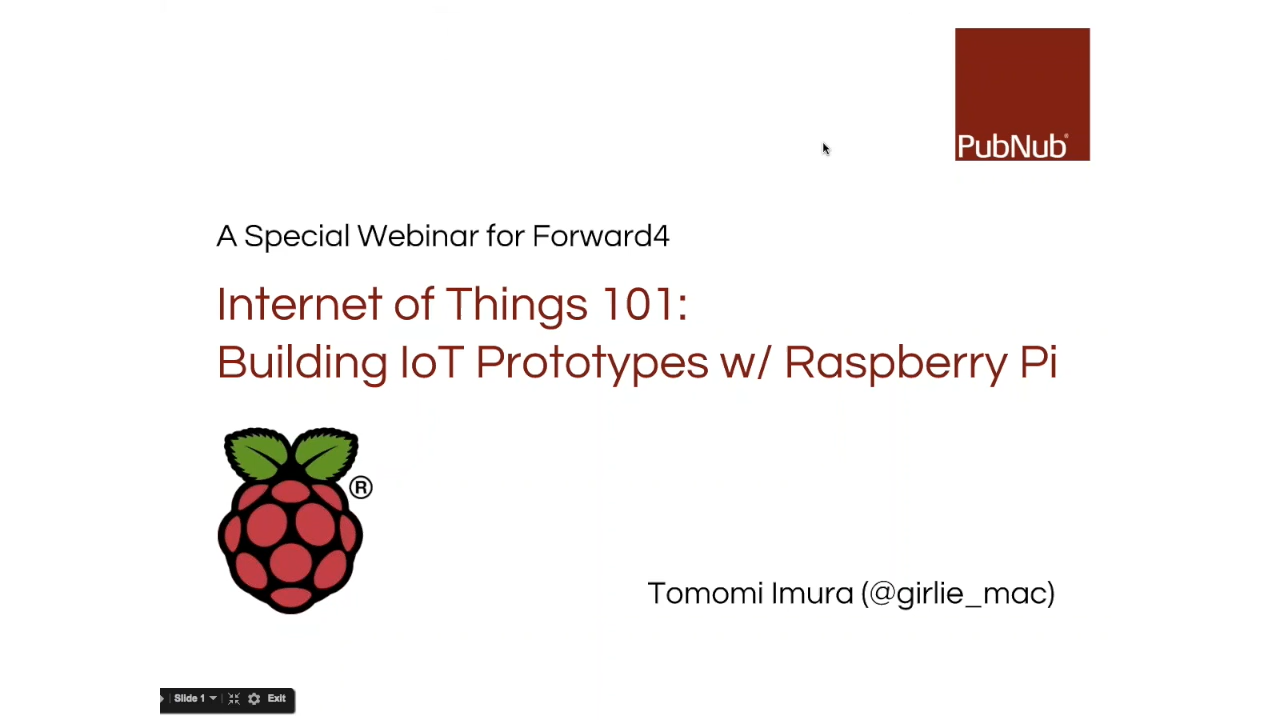 PubNub®
A Special Webinar for Forward4
Internet of Things 101:
Building IoT Prototypes w/ Raspberry Pi
®
Tomomi Imura (@girlie_mac)
Slide 1 Exit